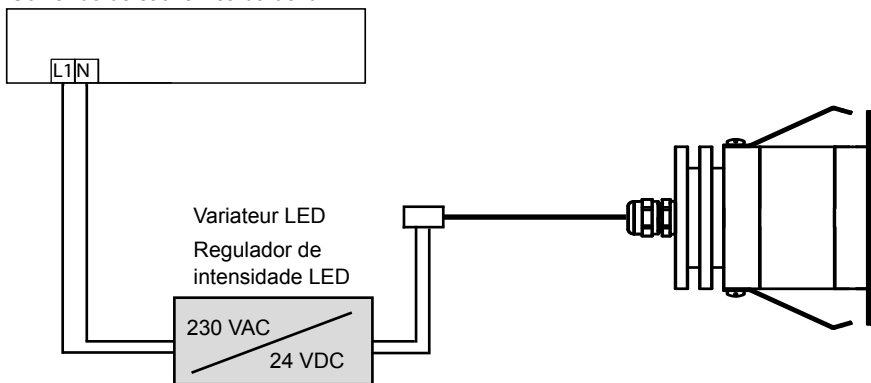 L1 N
Variateur LED
Regulador de
intensidade LED
230 VAC
24 VDC